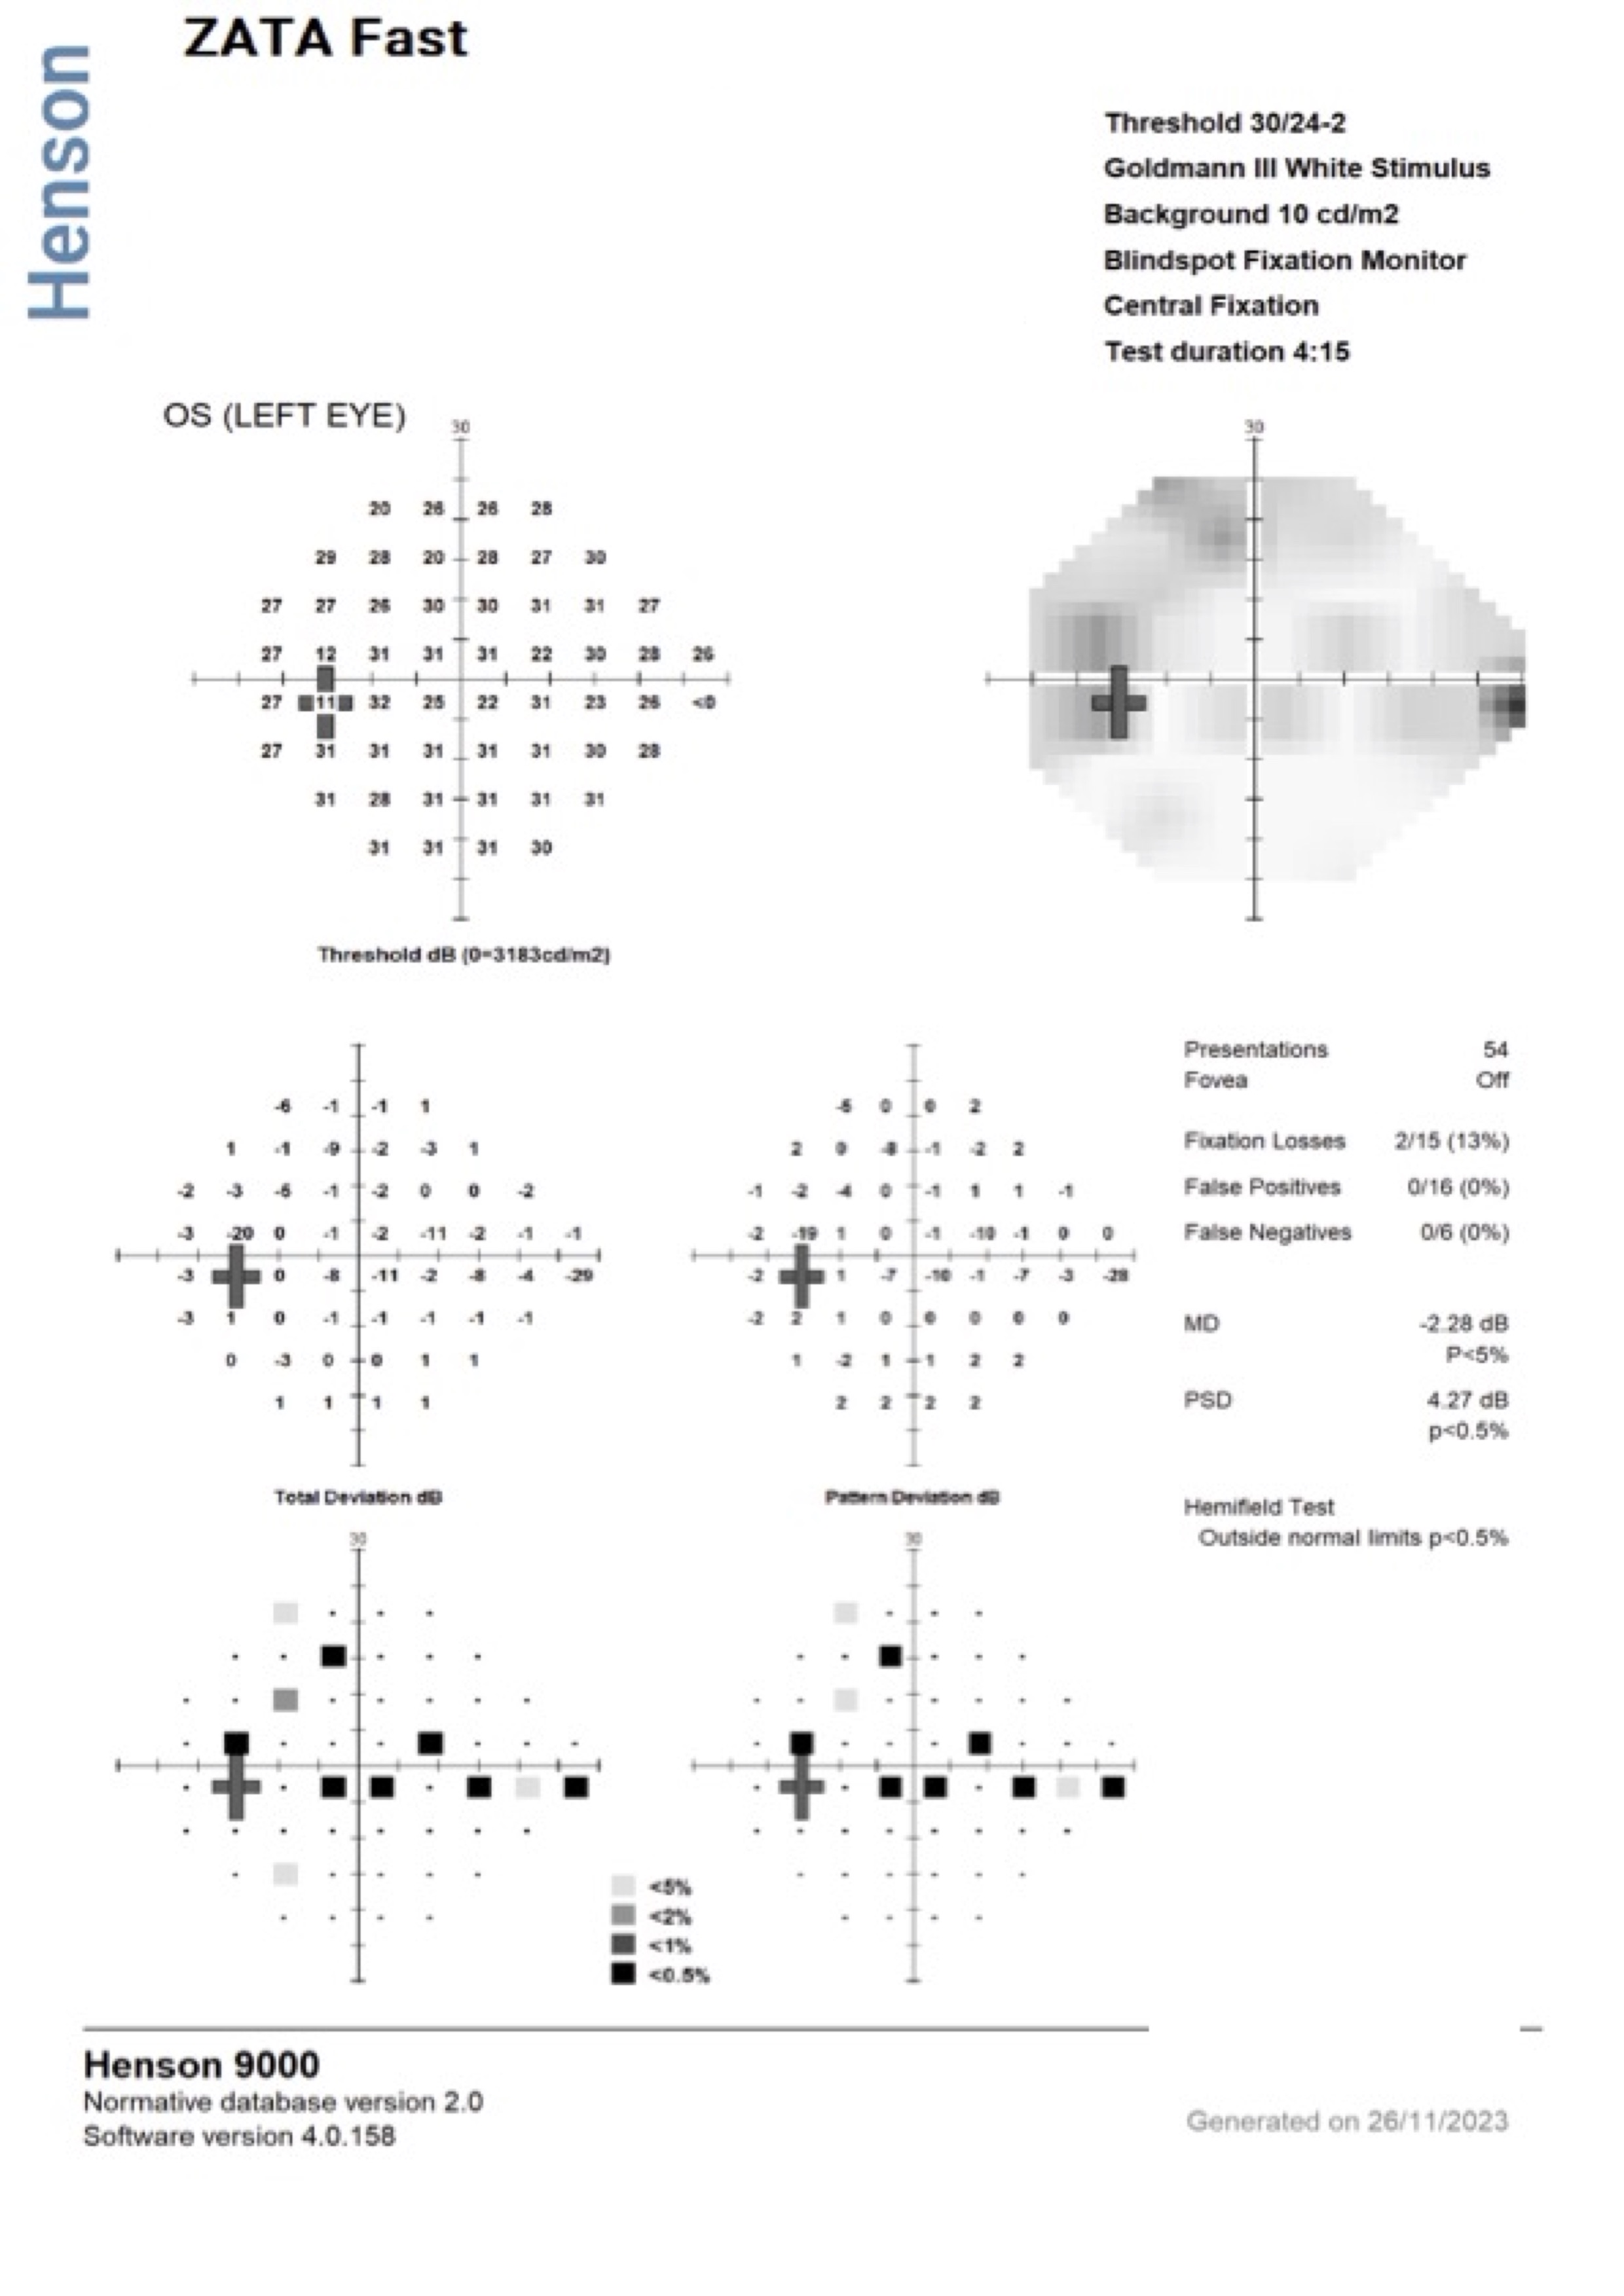 Henson
ZATA Fast
Threshold 30/24-2
Goldmann III White Stimulus
Background 10 cd/m2
Blindspot Fixation Monitor
Central Fixation
Test duration 4:15
OS (LEFT EYE)
30
30
20 26 26 28
29 28 20 28 27 30
27 27 26 30 30 31 31 27
27 12 31 31 31 22 30 28 26
27 11 32 25 22 31 23 26 <0
27 31 31 31 31 31 30 28
31 28 31 31 31 31
31 31 31 30
Threshold dB (0=3183cd/m2)
-6 -1 -1 1
1 -1 -9 -2 -3 1
-2 -3 -5 -1 -2 0 0 -2
-3 -20 0 -1 -2 -11 -2 -1 -1
-3 0 -8 -11 -2 -8 -4 -29
-3 1 0 -1 -1 -1 -1 -1
0 -3 0 0 1 1
1 1 1 1
Total Deviation dB
-5 0 0 2
2 0 -8 -1 -2 2
-1 -2 -4 0 -1 1 1 -1
-2 -19 1 0 -1 -10 -1 0 0
-2 1 -7 -10 -1 -7 -3 -28
-2 2 1 0 0 0 0 0
1 -2 1 1 2 2
2 2 2 2
Pattern Deviation dB
Presentations 54
Fovea Off
Fixation Losses 2/15 (13%)
False Positives 0/16 (0%)
False Negatives 0/6 (0%)
MD -2.28 dB
P<5%
PSD 4.27 dB
p<0.5%
Hemifield Test
Outside normal limits p<0.5%
30
30
<5%
<2%
<1%
<0.5%
Henson 9000
Normative database version 2.0
Software version 4.0.158
Generated on 26/11/2023